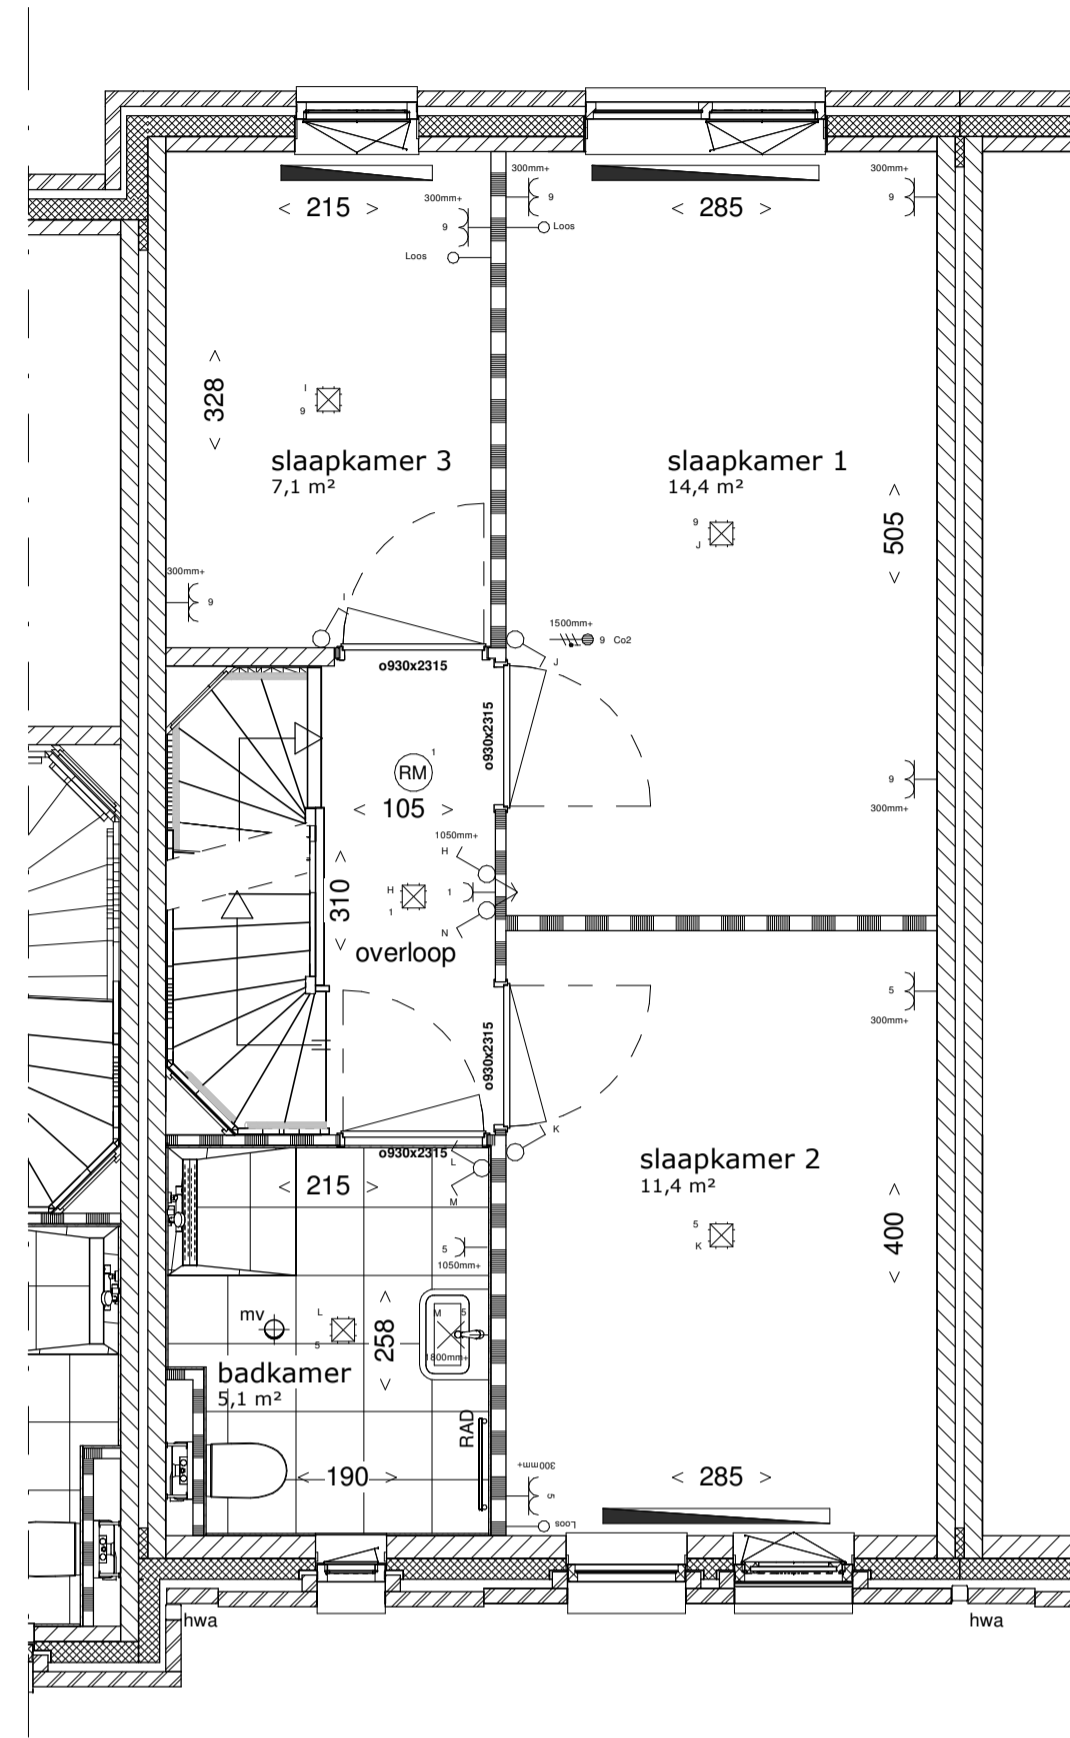 < 215 >
300mm+
9
Loos
300mm+
9
Loos
< 285 >
300mm+
9
< 328 >
I
9
slaapkamer 3
7,1 m²
slaapkamer 1
14,4 m²
9
J
< 505 >
300mm+
9
I
1500mm+
9 Co2
J
o930x2315
o930x2315
RM
1
< 105 >
9
300mm+
1050mm+
H
1
N
H
1
< 310 >
overloop
5
300mm+
o930x2315
o930x2315
K
L
M
< 215 >
slaapkamer 2
11,4 m²
5
K
< 400 >
5
1050mm+
mv
L
5
< 258 >
M 5
1800mm+
badkamer
5,1 m²
RAD
< 190 >
300mm+
5
Loos
< 285 >
hwa
hwa